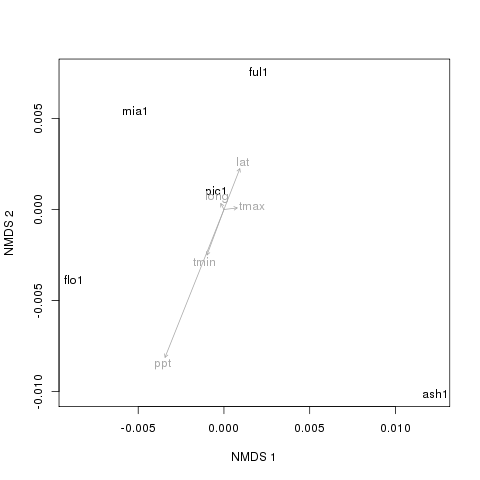 ful1
mia1
lat
pic1
long
tmax
tmin
flo1
ppt
ash1
NMDS 2
0.005
0.000
-0.005
-0.010
-0.005 0.000 0.005 0.010
NMDS 1